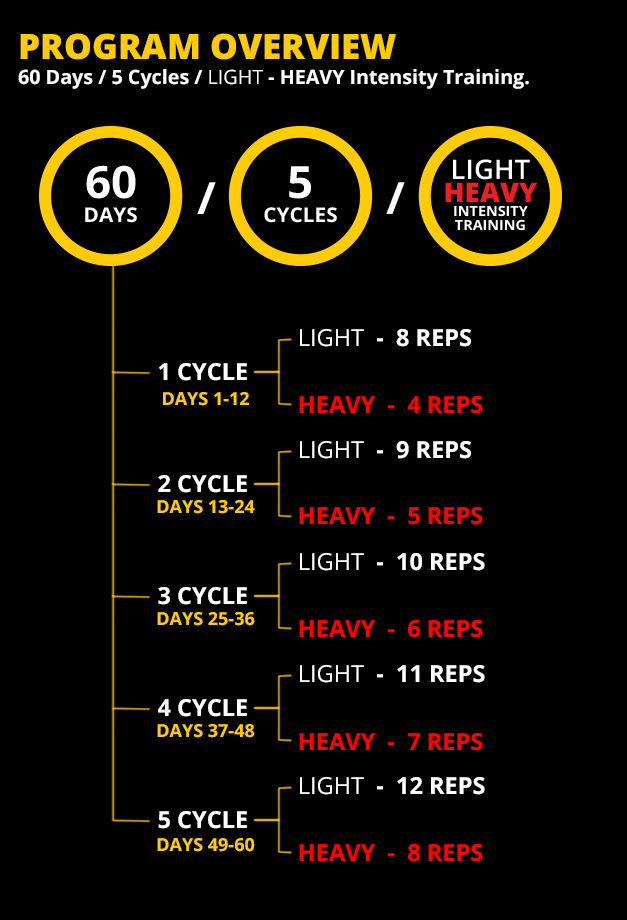 PROGRAM OVERVIEW
60 Days / 5 Cycles / LIGHT - HEAVY Intensity Training.
60
DAYS
/
5
CYCLES
/
LIGHT
HEAVY
INTENSITY
TRAINING
1 CYCLE
DAYS 1-12
LIGHT - 8 REPS
HEAVY - 4 REPS
2 CYCLE
DAYS 13-24
LIGHT - 9 REPS
HEAVY - 5 REPS
3 CYCLE
DAYS 25-36
LIGHT - 10 REPS
HEAVY - 6 REPS
4 CYCLE
DAYS 37-48
LIGHT - 11 REPS
HEAVY - 7 REPS
5 CYCLE
DAYS 49-60
LIGHT - 12 REPS
HEAVY - 8 REPS